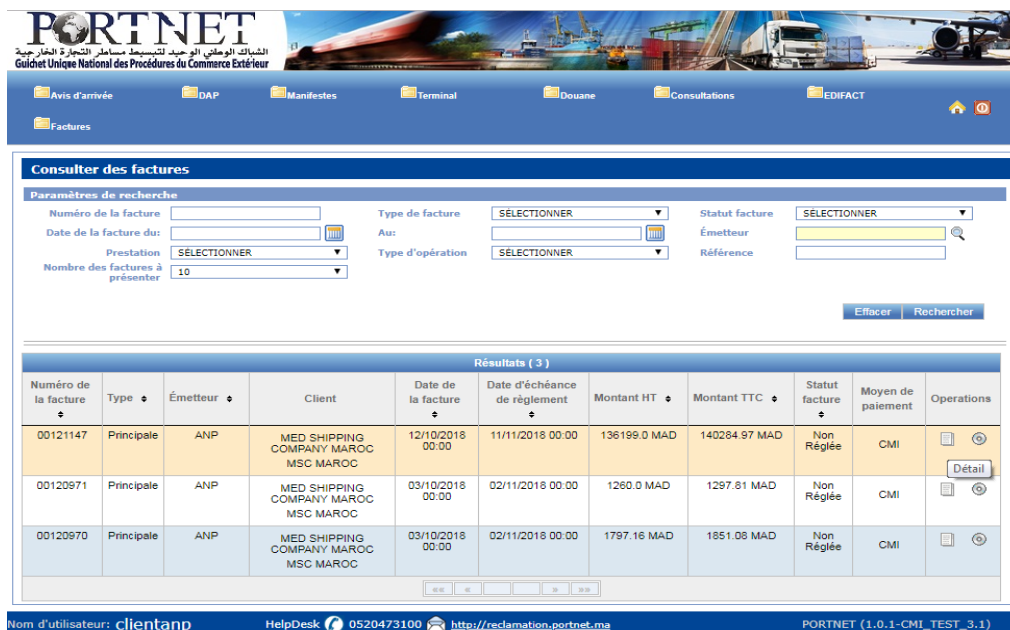 PORTNET
الشباك الوطني الوحيد لتبسيط مساطر التجارة الخارجية
Guichet Unique National des Procédures du Commerce Extérieur
Avis d'arrivée DAP Manifestes Terminal Douane Consultations EDIFACT
Factures
Consulter des factures
Paramètres de recherche
Numéro de la facture Type de facture SÉLECTIONNER Statut facture SÉLECTIONNER
Date de la facture du: Au: Émetteur
Prestation SÉLECTIONNER Type d'opération SÉLECTIONNER Référence
Nombre des factures à présenter 10
Effacer Rechercher
Résultats ( 3 )
Numéro de la facture Type Émetteur Client Date de la facture Date d'échéance de règlement Montant HT Montant TTC Statut facture Moyen de paiement Operations
00121147 Principale ANP MED SHIPPING COMPANY MAROC MSC MAROC 12/10/2018 00:00 11/11/2018 00:00 136199.0 MAD 140284.97 MAD Non Réglée CMI
Détail
00120971 Principale ANP MED SHIPPING COMPANY MAROC MSC MAROC 03/10/2018 00:00 02/11/2018 00:00 1260.0 MAD 1297.81 MAD Non Réglée CMI
00120970 Principale ANP MED SHIPPING COMPANY MAROC MSC MAROC 03/10/2018 00:00 02/11/2018 00:00 1797.16 MAD 1851.08 MAD Non Réglée CMI
«« « » »»
Nom d'utilisateur: clientanp HelpDesk 0520473100 http://reclamation.portnet.ma PORTNET (1.0.1-CMI_TEST_3.1)